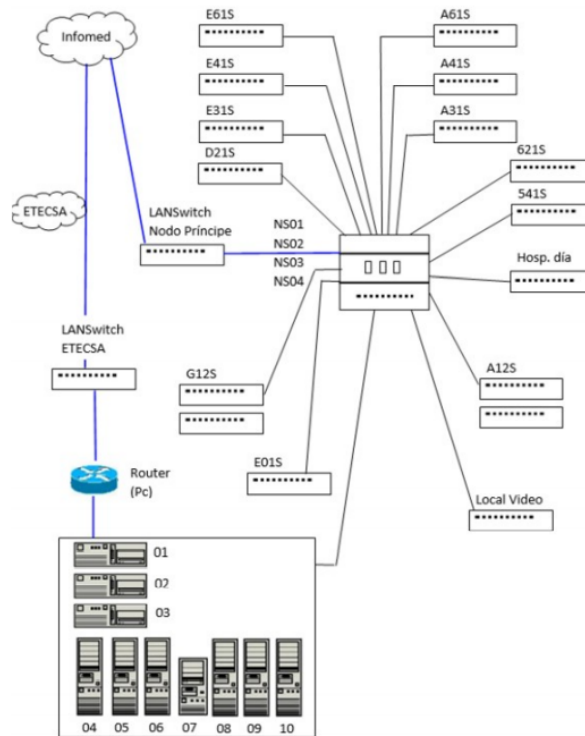 E61S
A61S
Infomed
E41S
A41S
E31S
A31S
D21S
621S
ETECSA
LANSwitch
Nodo Príncipe
NS01
NS02
NS03
NS04
541S
Hosp. día
LANSwitch
ETECSA
G12S
A12S
E01S
Router
(Pc)
Local Video
01
02
03
04 05 06 07 08 09 10